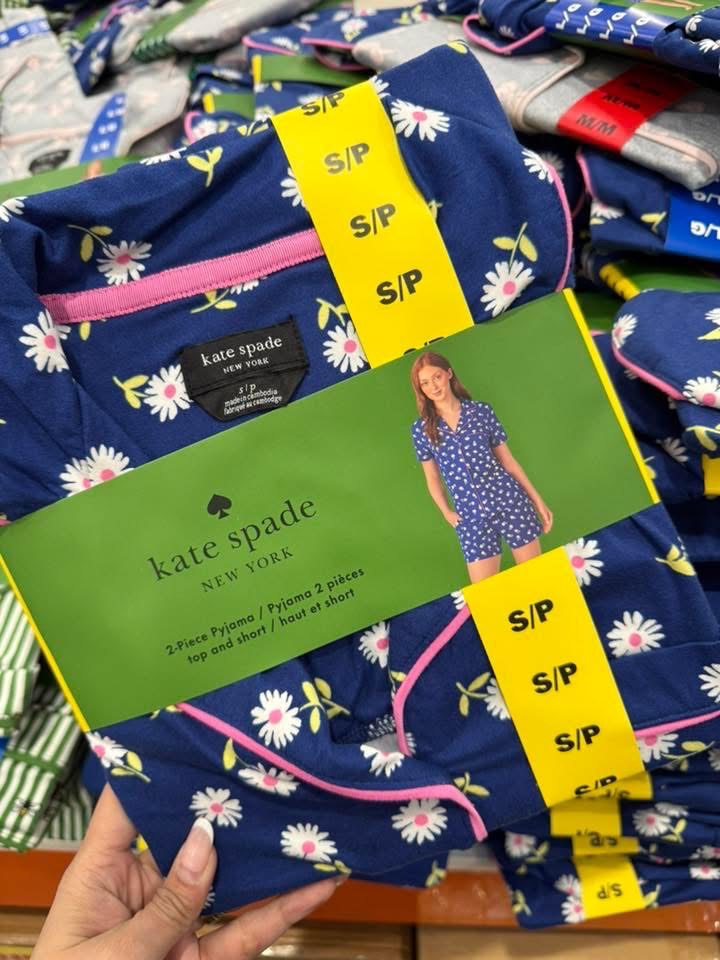 S/P
S/P
S/P
S/P
kate spade
NEW YORK
S | P
made in Cambodia
fabriqué au cambodge
kate spade
NEW YORK
2-Piece Pyjama / Pyjama 2 pièces
top and short / haut et short
S/P
S/P
S/P
S/P
S/P
M/M
M/M
L/G
L/G